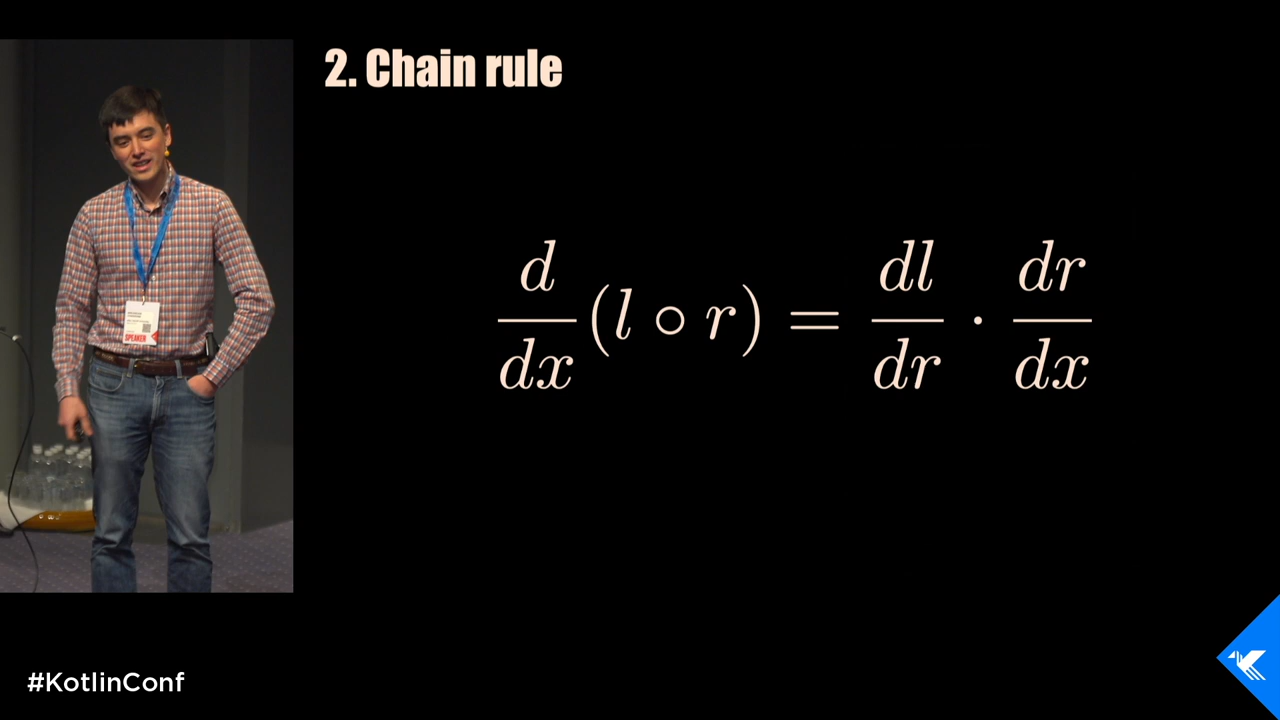 2. Chain rule
d/dx (l ∘ r) = dl/dr · dr/dx
SPEAKER
#KotlinConf